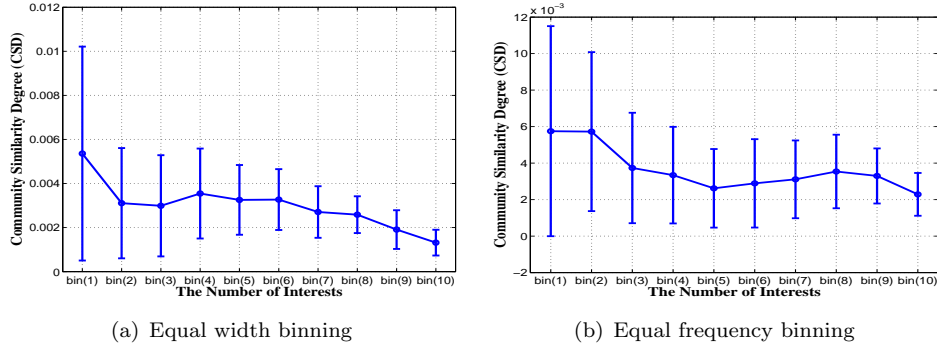 Community Similarity Degree (CSD)
0.012
0.01
0.008
0.006
0.004
0.002
0
bin(1) bin(2) bin(3) bin(4) bin(5) bin(6) bin(7) bin(8) bin(9) bin(10)
The Number of Interests
(a) Equal width binning
Community Similarity Degree (CSD)
x 10⁻³
12
10
8
6
4
2
0
−2
bin(1) bin(2) bin(3) bin(4) bin(5) bin(6) bin(7) bin(8) bin(9) bin(10)
The Number of Interests
(b) Equal frequency binning